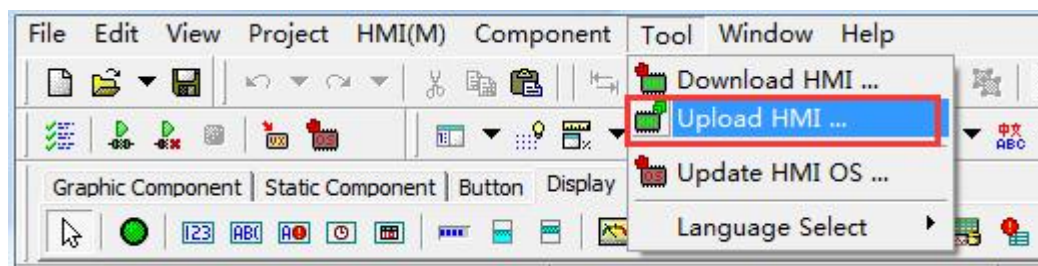 File Edit View Project HMI(M) Component Tool Window Help
Download HMI ...
Upload HMI ...
中文
ABC
Update HMI OS ...
Graphic Component Static Component Button Display
Language Select
123 ABC